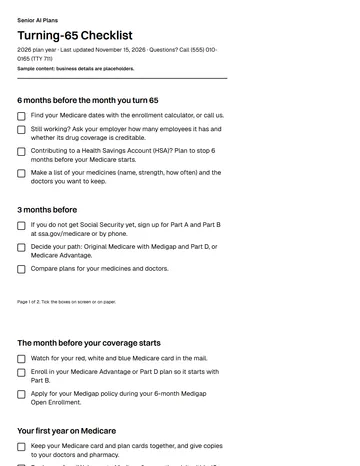 Senior AI Plans
Turning-65 Checklist
2026 plan year · Last updated November 15, 2026 · Questions? Call (555) 010-
0165 (TTY 711)
Sample content: business details are placeholders.
6 months before the month you turn 65
Find your Medicare dates with the enrollment calculator, or call us.
Still working? Ask your employer how many employees it has and
whether its drug coverage is creditable.
Contributing to a Health Savings Account (HSA)? Plan to stop 6
months before your Medicare starts.
Make a list of your medicines (name, strength, how often) and the
doctors you want to keep.
3 months before
If you do not get Social Security yet, sign up for Part A and Part B
at ssa.gov/medicare or by phone.
Decide your path: Original Medicare with Medigap and Part D, or
Medicare Advantage.
Compare plans for your medicines and doctors.
Page 1 of 2. Tick the boxes on screen or on paper.
The month before your coverage starts
Watch for your red, white and blue Medicare card in the mail.
Enroll in your Medicare Advantage or Part D plan so it starts with
Part B.
Apply for your Medigap policy during your 6-month Medigap
Open Enrollment.
Your first year on Medicare
Keep your Medicare card and plan cards together, and give copies
to your doctors and pharmacy.